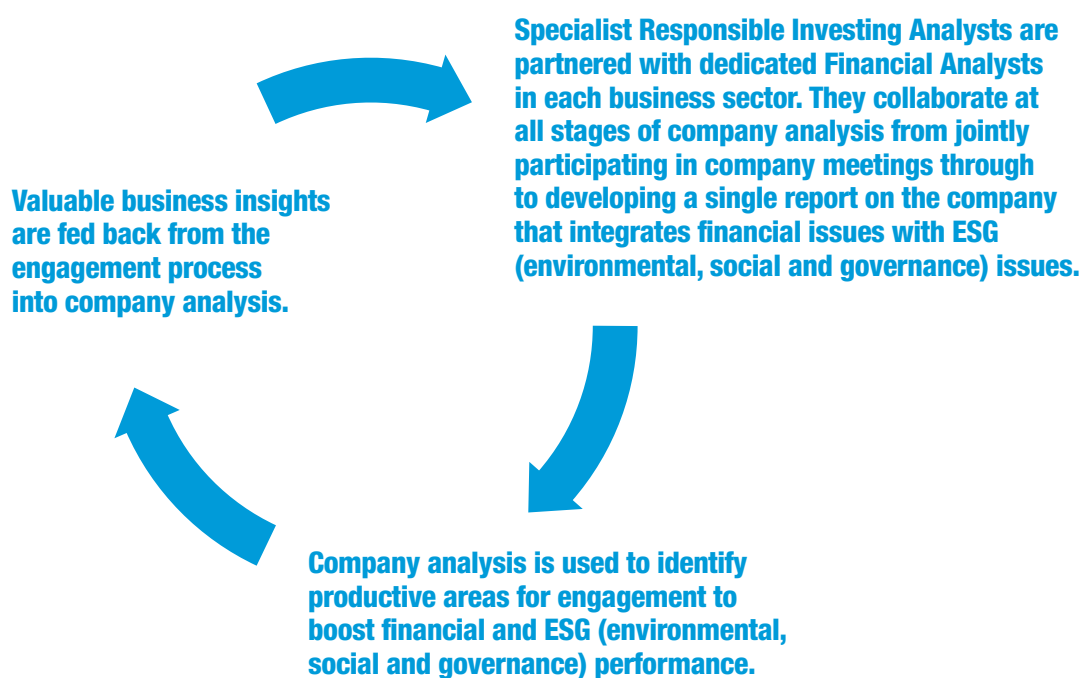 Specialist Responsible Investing Analysts are
partnered with dedicated Financial Analysts
in each business sector. They collaborate at
all stages of company analysis from jointly
participating in company meetings through
to developing a single report on the company
that integrates financial issues with ESG
(environmental, social and governance) issues.
Company analysis is used to identify
productive areas for engagement to
boost financial and ESG (environmental,
social and governance) performance.
Valuable business insights
are fed back from the
engagement process
into company analysis.